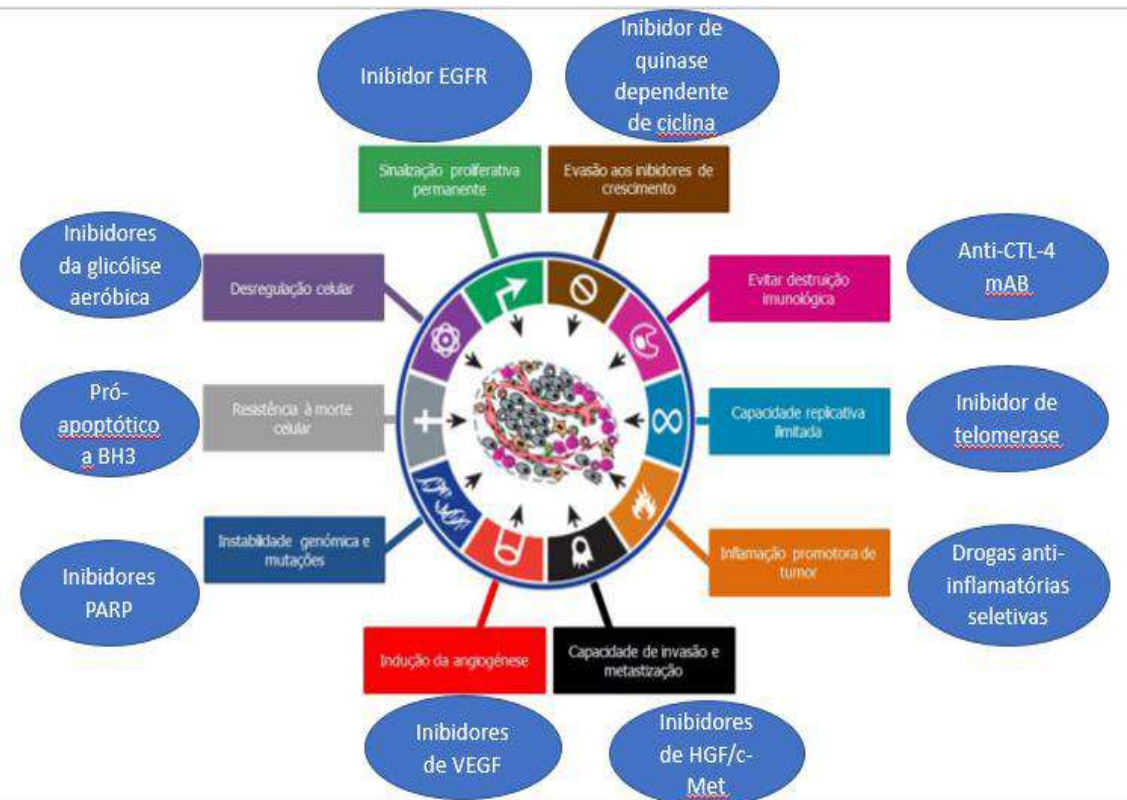 Inibidor EGFR
Inibidor de
quinase
dependente
de ciclina
Sinalização proliferativa
permanente
Evasão aos inibidores de
crescimento
Inibidores
da glicólise
aeróbica
Desregulação celular
Evitar destruição
imunológica
Anti-CTL-4
mAB
Pró-
apoptótico
a BH3
Resistência à morte
celular
Capacidade replicativa
ilimitada
Inibidor de
telomerase
Inibidores
PARP
Instabilidade genómica e
mutações
Inflamação promotora de
tumor
Drogas anti-
inflamatórias
seletivas
Indução da angiogénese
Capacidade de invasão e
metastização
Inibidores
de VEGF
Inibidores
de HGF/c-
Met